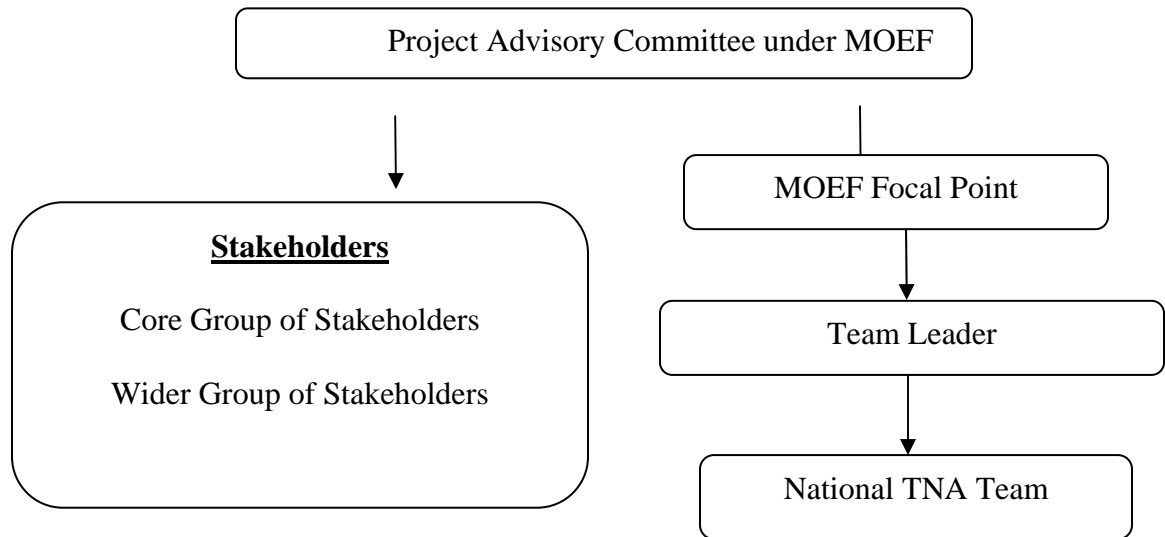 Project Advisory Committee under MOEF
MOEF Focal Point
Stakeholders
Core Group of Stakeholders
Wider Group of Stakeholders
Team Leader
National TNA Team